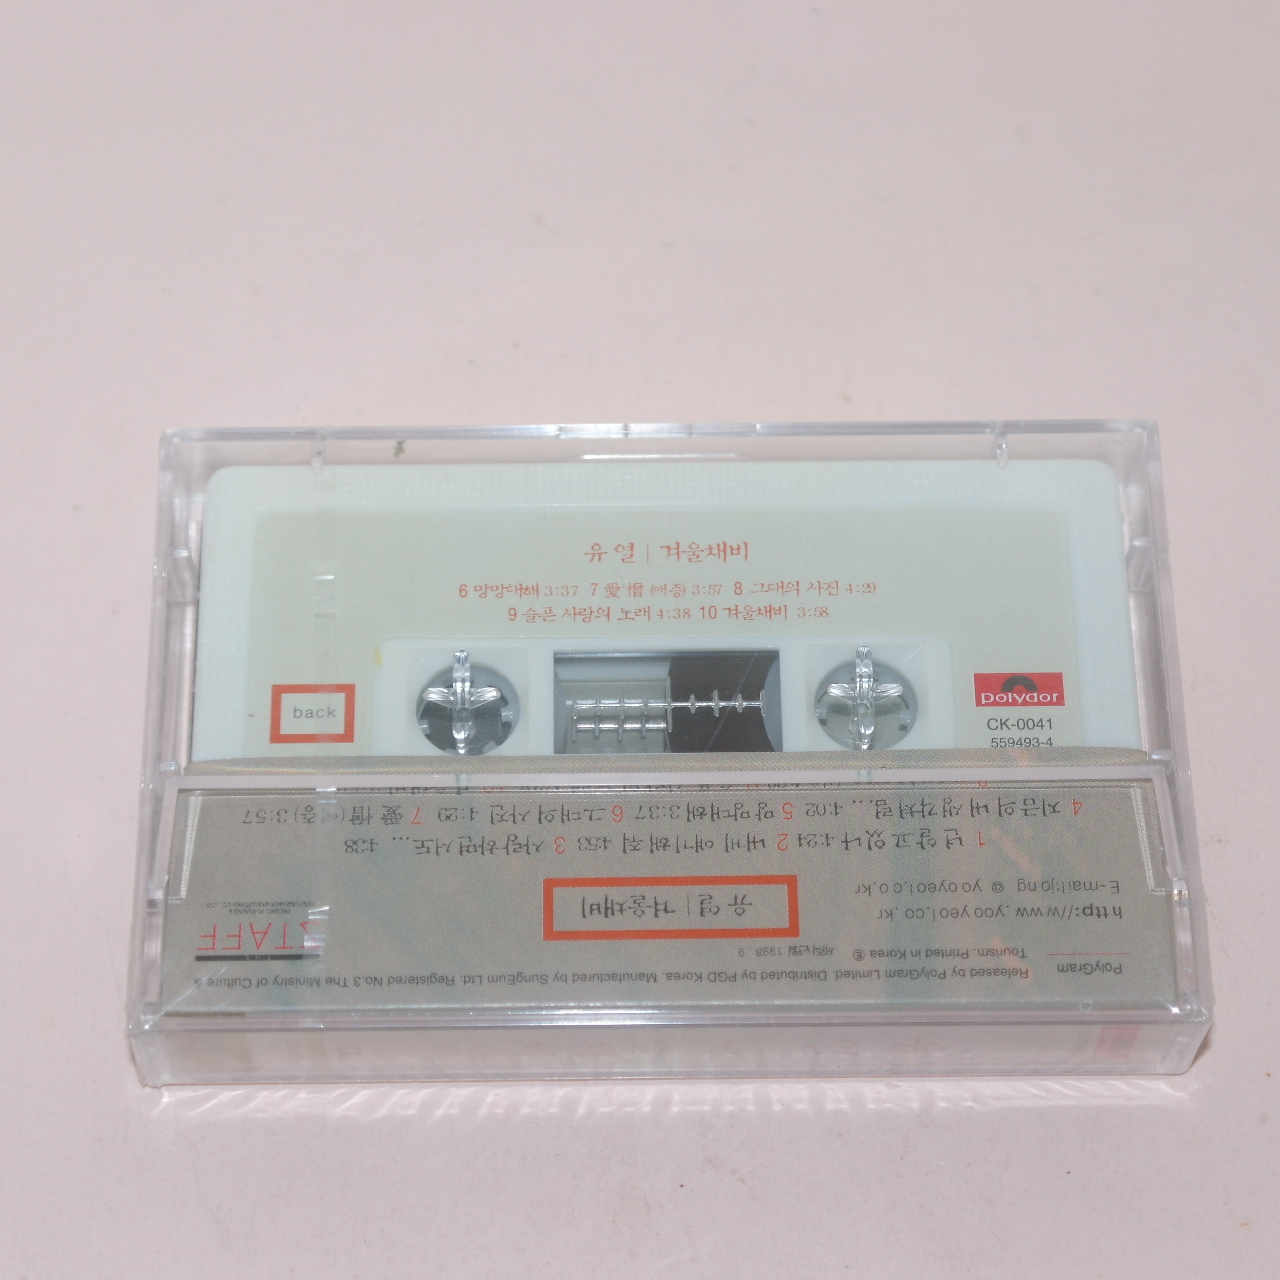 유 열 | 겨울채비
6 망망대해 3:37 7 愛憎 (애증) 3:57 8 그대의 사진 4:29
9 슬픈 사랑의 노래 4:38 10 겨울채비 3:58
back
polydor
CK-0041
559493-4
PolyGram Released by PolyGram Limited. Distributed by PGD Korea. Manufactured by SungEum Ltd. Registered No.3 The Ministry of Culture &
Tourism. Printed in Korea ⓟ 1998. 9.
http://www.yooyeol.co.kr
E-mail:jong @ yooyeol.co.kr
유 열 | 겨울채비
STAFF
1 넌 알고 있나 4:24 2 내 비 얘기해 줘 4:53 3 사랑하면서도... 4:38
4 지금의 내 생각처럼... 4:02 5 망망대해 3:37 6 그대의 사진 4:29 7 愛憎 (애증) 3:57